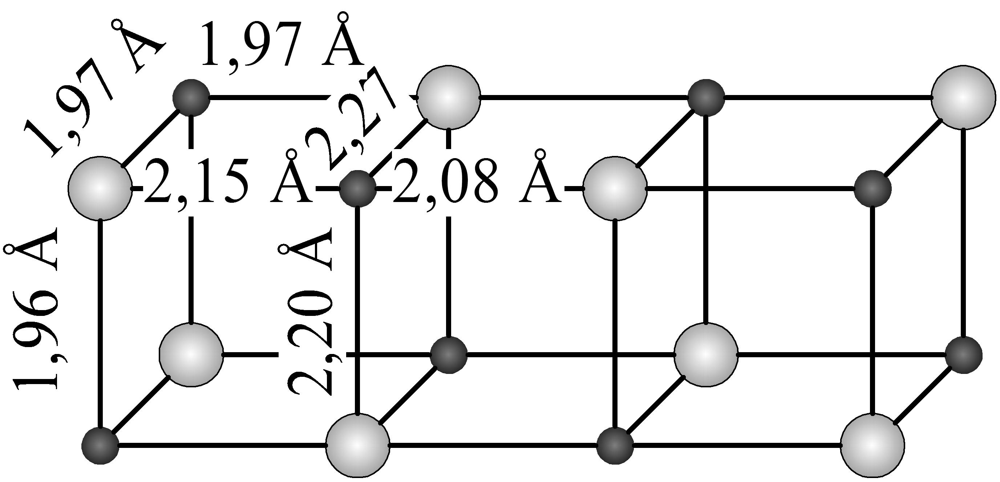 1,97 Å
1,97 Å
2,27
2,15 Å
2,08 Å
1,96 Å
2,20 Å